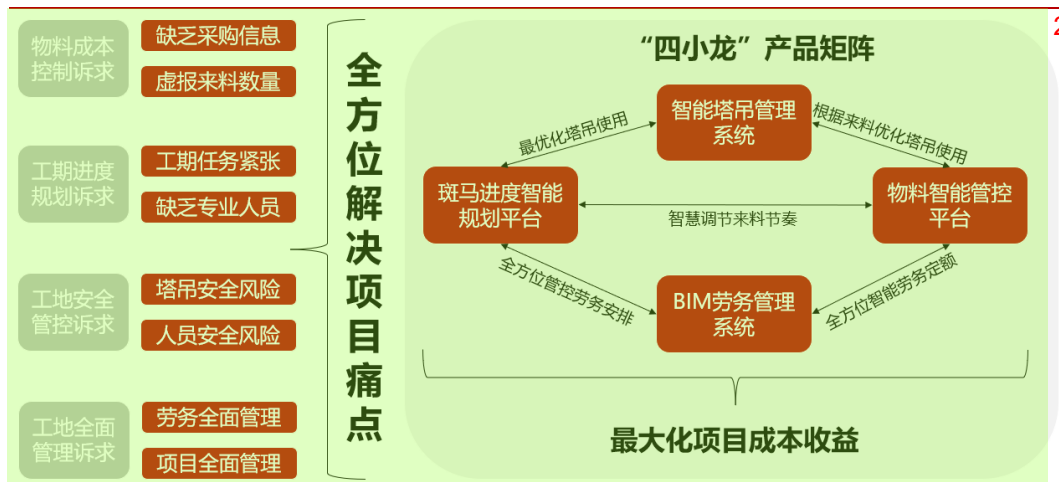 物料成本
控制诉求
缺乏采购信息
虚报来料数量
工期进度
规划诉求
工期任务紧张
缺乏专业人员
工地安全
管控诉求
塔吊安全风险
人员安全风险
工地全面
管理诉求
劳务全面管理
项目全面管理
全方位解决项目痛点
“四小龙”产品矩阵
智能塔吊管理
系统
最优化塔吊使用
根据来料优化塔吊使用
斑马进度智能
规划平台
物料智能管控
平台
智慧调节来料节奏
全方位管控劳务安排
全方位智能劳务定额
BIM劳务管理
系统
最大化项目成本收益
2